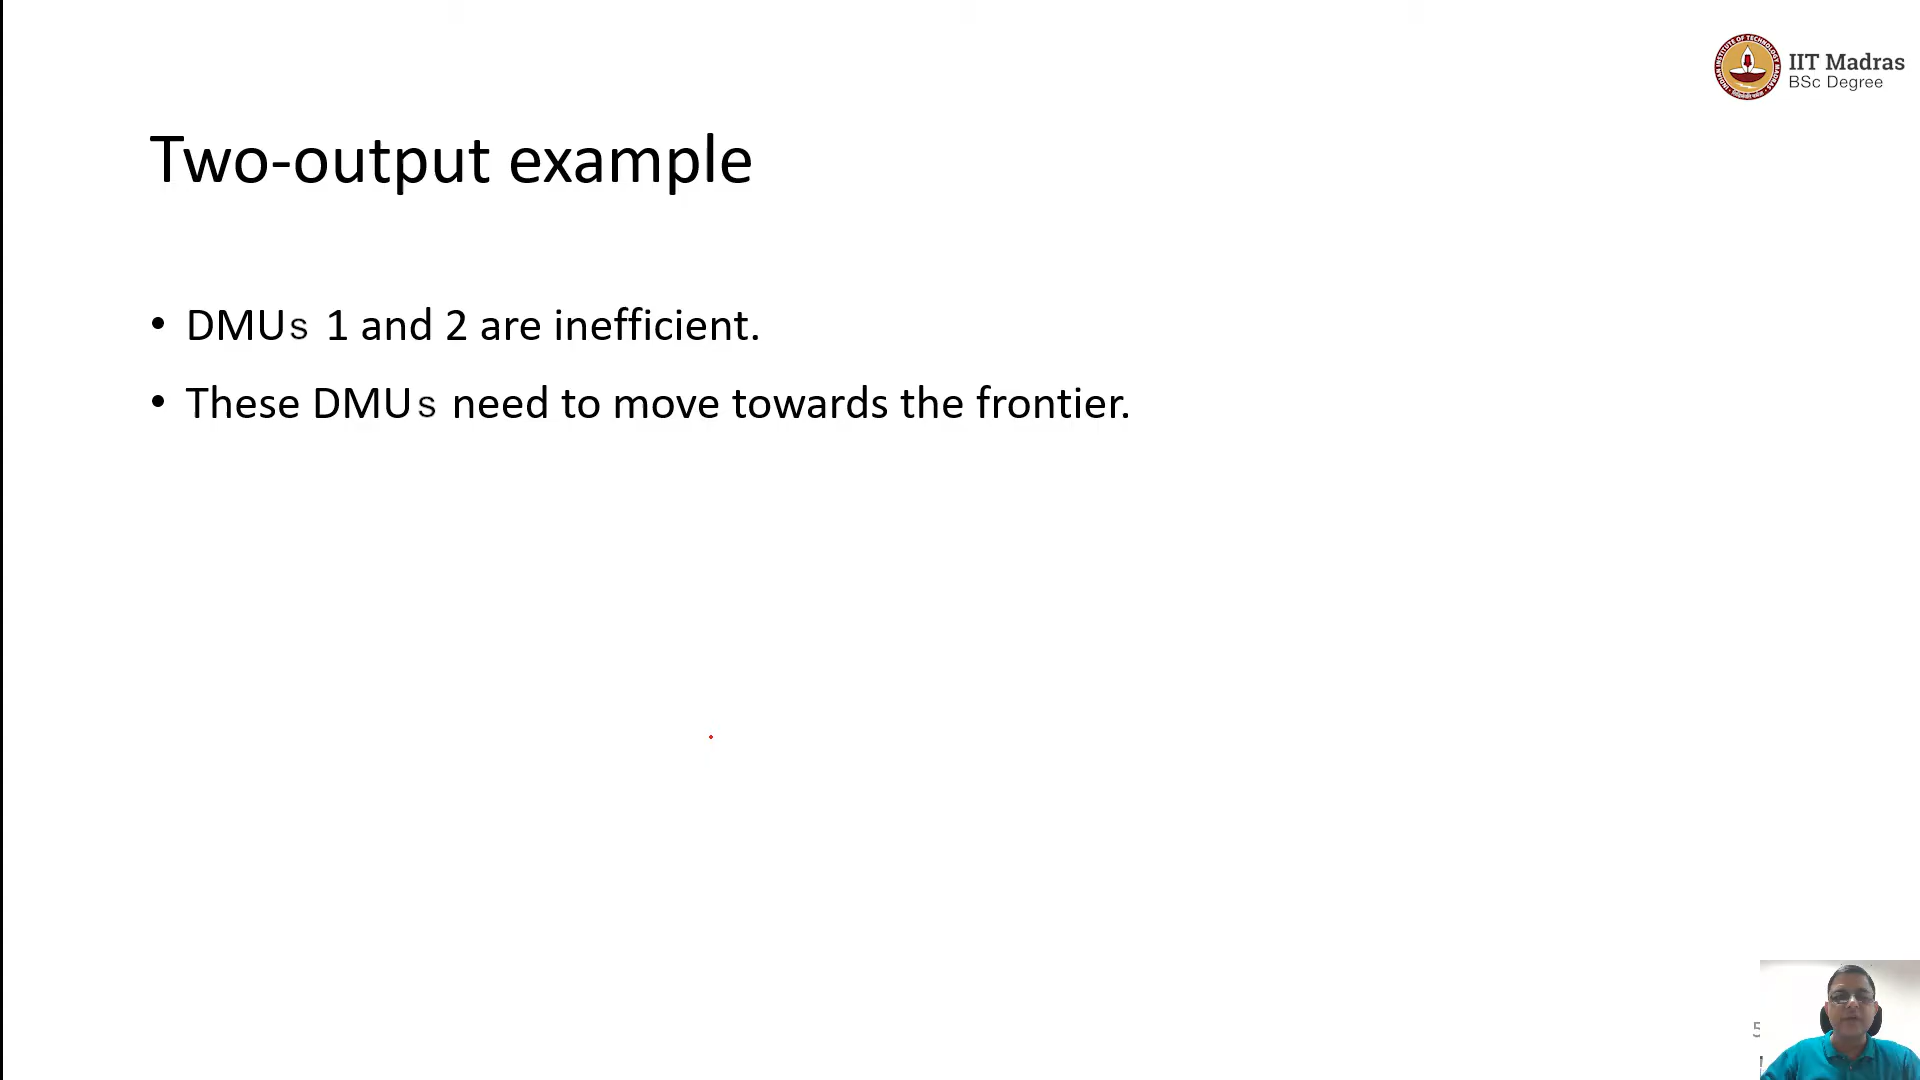 IIT Madras
BSc Degree
Two-output example
• DMUs 1 and 2 are inefficient.
• These DMUs need to move towards the frontier.
5